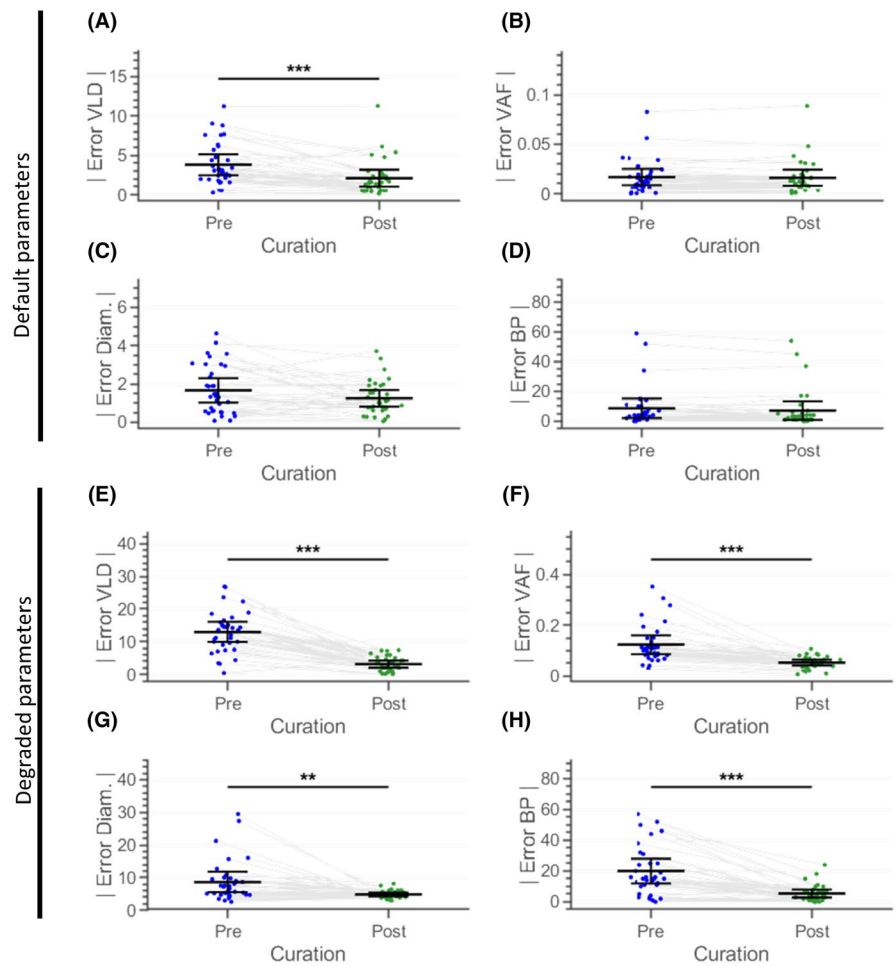 Default parameters
(A)
| Error VLD |
15
10
5
0
***
Pre
Post
Curation
(B)
| Error VAF |
0.1
0.05
0
Pre
Post
Curation
(C)
| Error Diam. |
6
4
2
0
Pre
Post
Curation
(D)
| Error BP |
80
60
40
20
0
Pre
Post
Curation
Degraded parameters
(E)
| Error VLD |
40
30
20
10
0
***
Pre
Post
Curation
(F)
| Error VAF |
0.4
0.2
0
***
Pre
Post
Curation
(G)
| Error Diam. |
40
30
20
10
0
**
Pre
Post
Curation
(H)
| Error BP |
80
60
40
20
0
***
Pre
Post
Curation